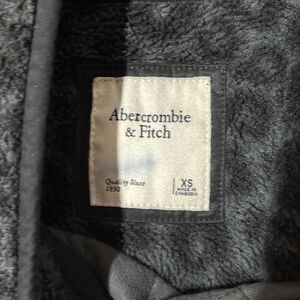 Abercrombie
& Fitch
Quality Since
1892
XS
MADE IN
CAMBODIA